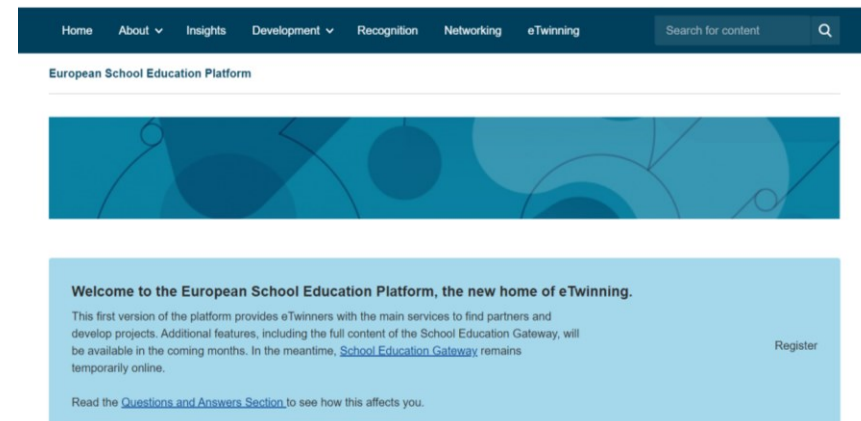 Home About Insights Development Recognition Networking eTwinning Search for content
European School Education Platform
Welcome to the European School Education Platform, the new home of eTwinning.
This first version of the platform provides eTwinners with the main services to find partners and
develop projects. Additional features, including the full content of the School Education Gateway, will
be available in the coming months. In the meantime, School Education Gateway remains
temporarily online.
Register
Read the Questions and Answers Section to see how this affects you.